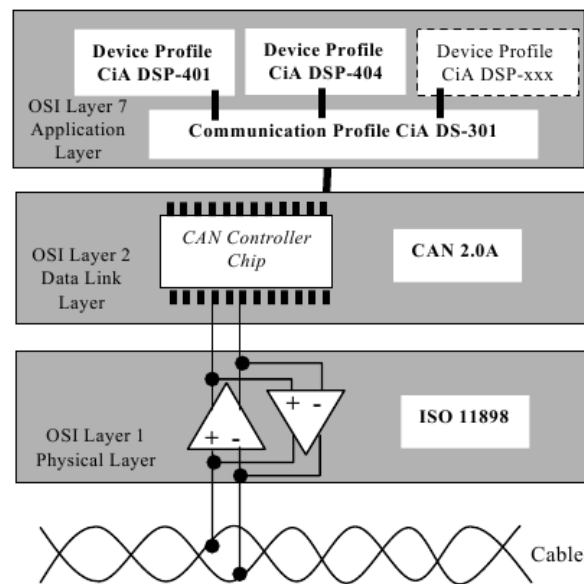 Device Profile
CiA DSP-401
Device Profile
CiA DSP-404
Device Profile
CiA DSP-xxx
OSI Layer 7
Application
Layer
Communication Profile CiA DS-301
OSI Layer 2
Data Link
Layer
CAN Controller
Chip
CAN 2.0A
OSI Layer 1
Physical Layer
+ -
+ -
ISO 11898
Cable